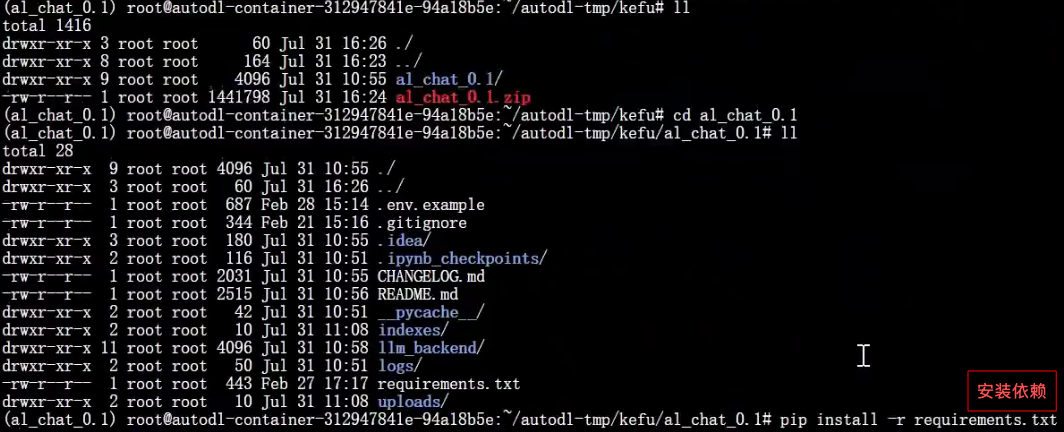 (al_chat_0.1) root@autodl-container-312947841e-94a18b5e:~/autodl-tmp/kefu# ll
total 1416
drwxr-xr-x 3 root root      60 Jul 31 16:26 ./
drwxr-xr-x 8 root root     164 Jul 31 16:23 ../
drwxr-xr-x 9 root root    4096 Jul 31 10:55 al_chat_0.1/
-rw-r--r-- 1 root root 1441798 Jul 31 16:24 al_chat_0.1.zip
(al_chat_0.1) root@autodl-container-312947841e-94a18b5e:~/autodl-tmp/kefu# cd al_chat_0.1
(al_chat_0.1) root@autodl-container-312947841e-94a18b5e:~/autodl-tmp/kefu/al_chat_0.1# ll
total 28
drwxr-xr-x  9 root root 4096 Jul 31 10:55 ./
drwxr-xr-x  3 root root   60 Jul 31 16:26 ../
-rw-r--r--  1 root root  687 Feb 28 15:14 .env.example
-rw-r--r--  1 root root  344 Feb 21 15:16 .gitignore
drwxr-xr-x  3 root root  180 Jul 31 10:55 .idea/
drwxr-xr-x  2 root root  116 Jul 31 10:51 .ipynb_checkpoints/
-rw-r--r--  1 root root 2031 Jul 31 10:55 CHANGELOG.md
-rw-r--r--  1 root root 2515 Jul 31 10:56 README.md
drwxr-xr-x  2 root root   42 Jul 31 10:51 __pycache__/
drwxr-xr-x  2 root root   10 Jul 31 11:08 indexes/
drwxr-xr-x 11 root root 4096 Jul 31 10:58 llm_backend/
drwxr-xr-x  2 root root   50 Jul 31 10:51 logs/
-rw-r--r--  1 root root  443 Feb 27 17:17 requirements.txt
安装依赖
drwxr-xr-x  2 root root   10 Jul 31 11:08 uploads/
(al_chat_0.1) root@autodl-container-312947841e-94a18b5e:~/autodl-tmp/kefu/al_chat_0.1# pip install -r requirements.txt